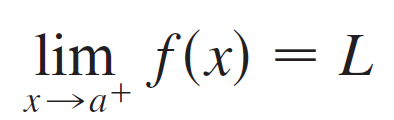 lim f(x) = L
x→a⁺